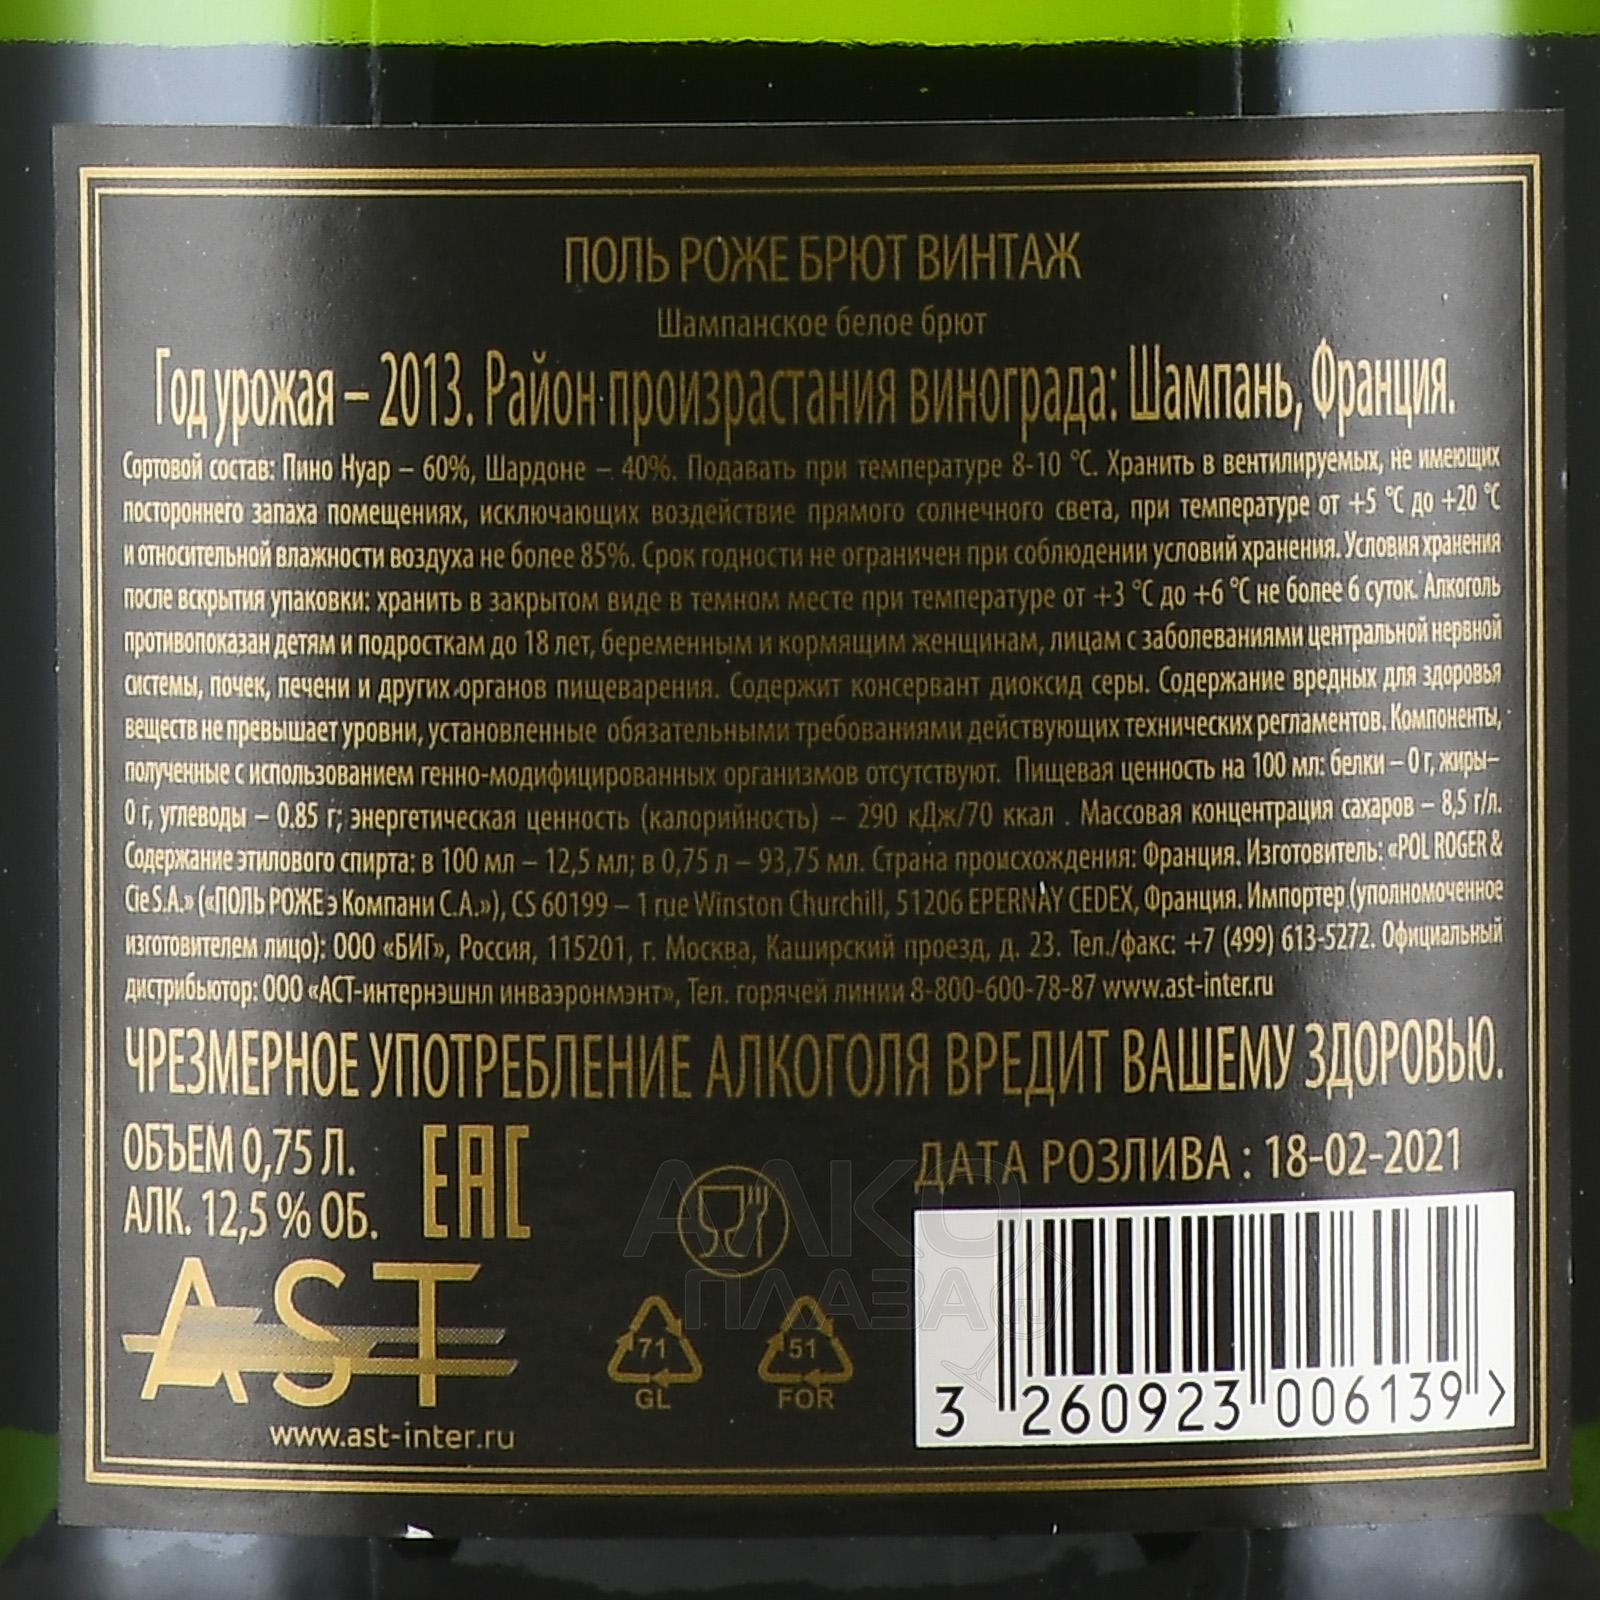 ПОЛЬ РОЖЕ БРЮТ ВИНТАЖ
Шампанское белое брют
Год урожая – 2013. Район произрастания винограда: Шампань, Франция.
Сортовой состав: Пино Нуар – 60%, Шардоне – 40%. Подавать при температуре 8-10 °C. Хранить в вентилируемых, не имеющих
постороннего запаха помещениях, исключающих воздействие прямого солнечного света, при температуре от +5 °C до +20 °C
и относительной влажности воздуха не более 85%. Срок годности не ограничен при соблюдении условий хранения. Условия хранения
после вскрытия упаковки: хранить в закрытом виде в темном месте при температуре от +3 °C до +6 °C не более 6 суток. Алкоголь
противопоказан детям и подросткам до 18 лет, беременным и кормящим женщинам, лицам с заболеваниями центральной нервной
системы, почек, печени и других органов пищеварения. Содержит консервант диоксид серы. Содержание вредных для здоровья
веществ не превышает уровни, установленные обязательными требованиями действующих технических регламентов. Компоненты,
полученные с использованием генно-модифицированных организмов отсутствуют. Пищевая ценность на 100 мл: белки – 0 г, жиры–
0 г, углеводы – 0.85 г; энергетическая ценность (калорийность) – 290 кДж/70 ккал . Массовая концентрация сахаров – 8,5 г/л.
Содержание этилового спирта: в 100 мл – 12,5 мл; в 0,75 л – 93,75 мл. Страна происхождения: Франция. Изготовитель: «POL ROGER &
Cie S.A.» («ПОЛЬ РОЖЕ э Компани С.А.»), CS 60199 – 1 rue Winston Churchill, 51206 EPERNAY CEDEX, Франция. Импортер (уполномоченное
изготовителем лицо): ООО «БИГ», Россия, 115201, г. Москва, Каширский проезд, д. 23. Тел./факс: +7 (499) 613-5272. Официальный
дистрибьютор: ООО «АСТ-интернэшнл инваэронмэнт», Тел. горячей линии 8-800-600-78-87 www.ast-inter.ru
ЧРЕЗМЕРНОЕ УПОТРЕБЛЕНИЕ АЛКОГОЛЯ ВРЕДИТ ВАШЕМУ ЗДОРОВЬЮ.
ОБЪЕМ 0,75 Л.
АЛК. 12,5 % ОБ.
EAC
ДАТА РОЗЛИВА : 18-02-2021
АЛКО
ПЛАЗА
RU
AST
www.ast-inter.ru
71
GL
51
FOR
3 260923 006139 >